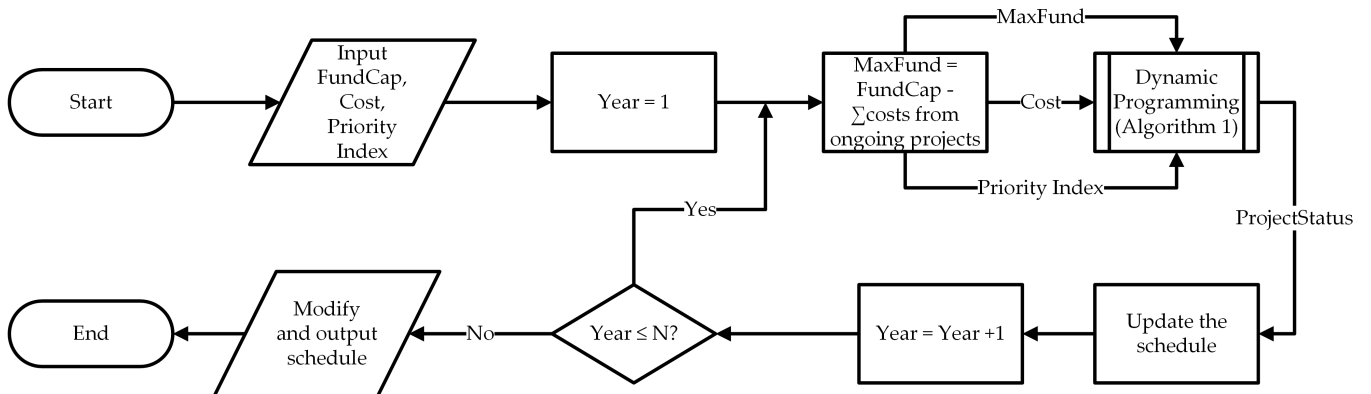 Start
Input
FundCap,
Cost,
Priority
Index
Year = 1
MaxFund =
FundCap -
∑costs from
ongoing projects
MaxFund
Cost
Priority Index
Dynamic
Programming
(Algorithm 1)
ProjectStatus
Update the
schedule
Year = Year +1
Year ≤ N?
Yes
No
Modify
and output
schedule
End